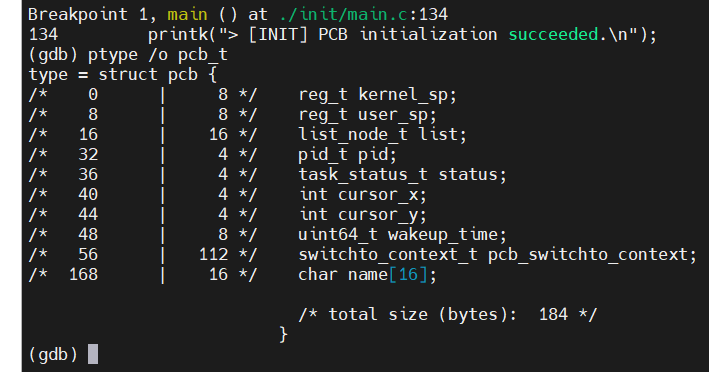 Breakpoint 1, main () at ./init/main.c:134
134         printk("> [INIT] PCB initialization succeeded.\n");
(gdb) ptype /o pcb_t
type = struct pcb {
/*    0      |     8 */    reg_t kernel_sp;
/*    8      |     8 */    reg_t user_sp;
/*   16      |    16 */    list_node_t list;
/*   32      |     4 */    pid_t pid;
/*   36      |     4 */    task_status_t status;
/*   40      |     4 */    int cursor_x;
/*   44      |     4 */    int cursor_y;
/*   48      |     8 */    uint64_t wakeup_time;
/*   56      |   112 */    switchto_context_t pcb_switchto_context;
/*  168      |    16 */    char name[16];
                           /* total size (bytes):  184 */
                         }
(gdb)